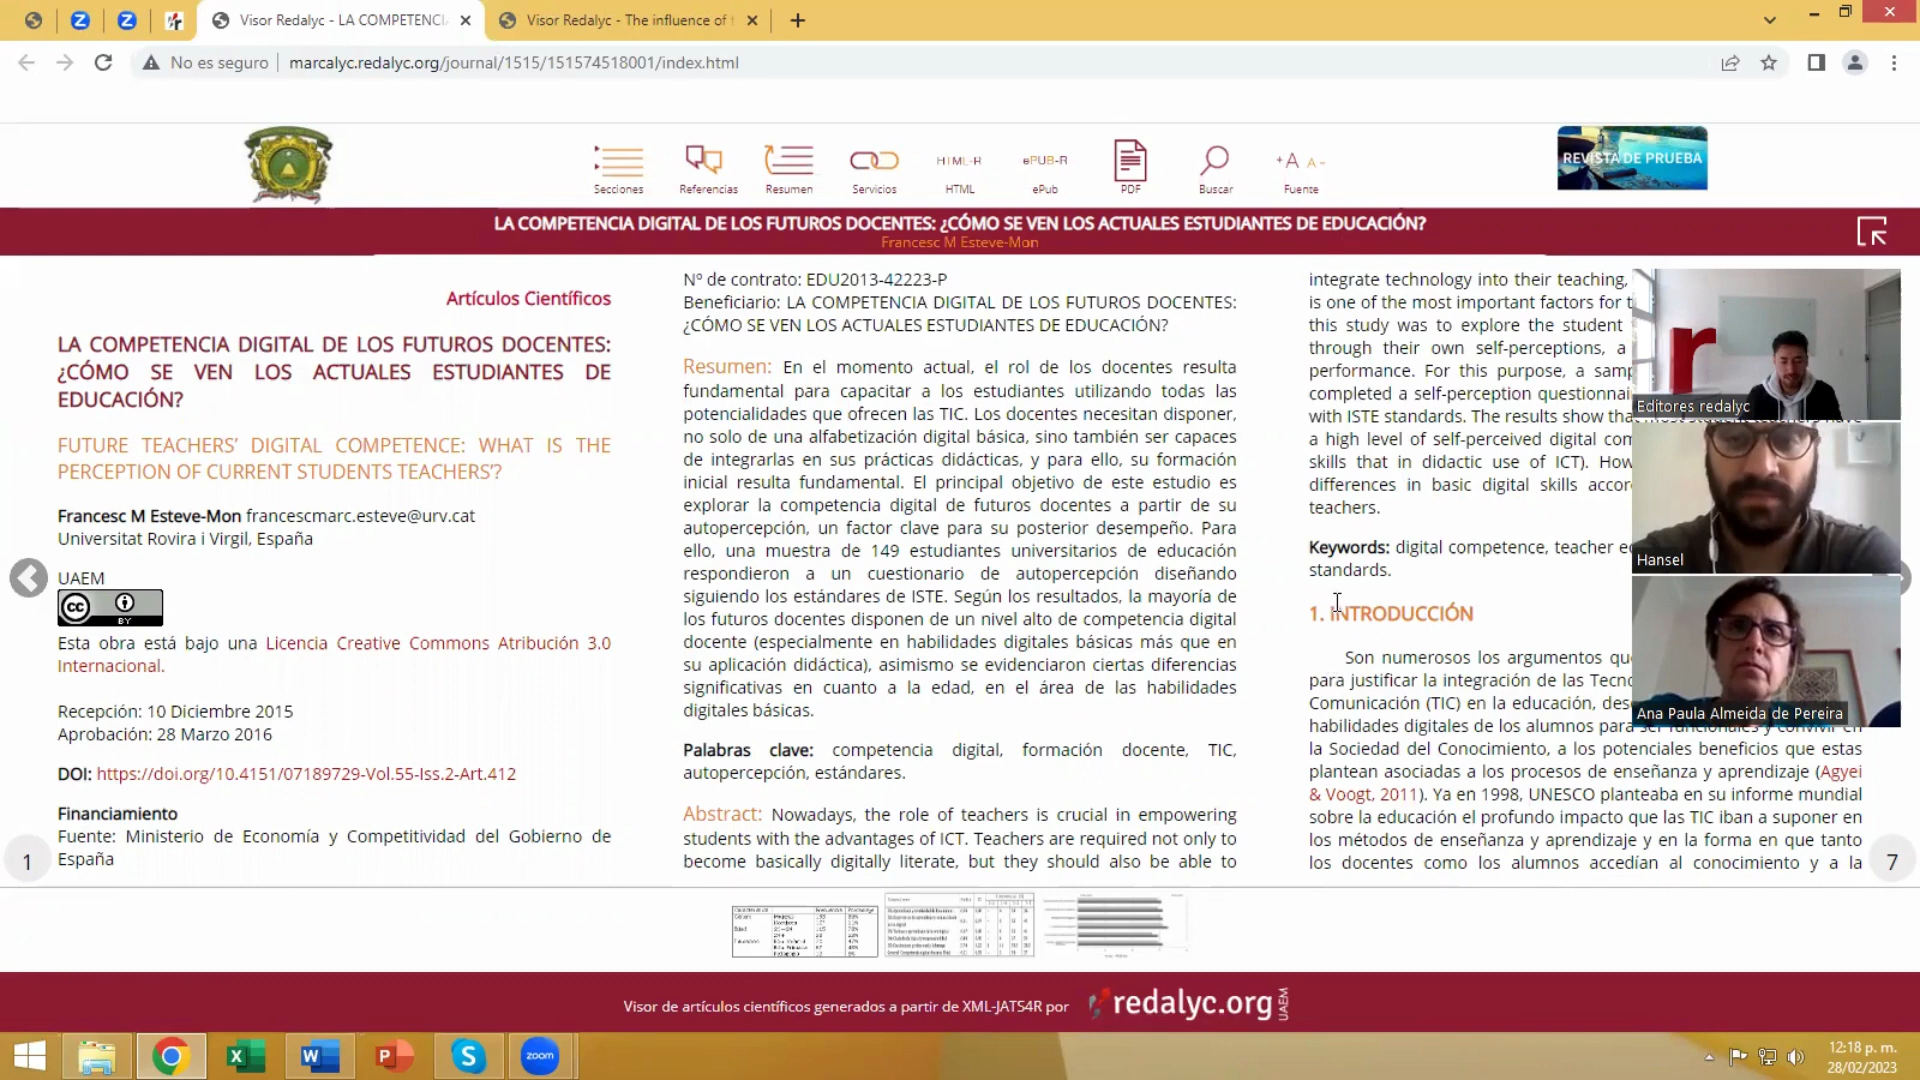 Visor Redalyc - LA COMPETENCI
Visor Redalyc - The influence of
No es seguro
marcalyc.redalyc.org/journal/1515/151574518001/index.html
Secciones
Referencias
Resumen
Servicios
HTML-R
HTML
ePUB-R
ePub
PDF
Buscar
+A A-
Fuente
REVISTA DE PRUEBA
LA COMPETENCIA DIGITAL DE LOS FUTUROS DOCENTES: ¿CÓMO SE VEN LOS ACTUALES ESTUDIANTES DE EDUCACIÓN?
Francesc M Esteve-Mon
Artículos Científicos
LA COMPETENCIA DIGITAL DE LOS FUTUROS DOCENTES:
¿CÓMO SE VEN LOS ACTUALES ESTUDIANTES DE
EDUCACIÓN?
FUTURE TEACHERS’ DIGITAL COMPETENCE: WHAT IS THE
PERCEPTION OF CURRENT STUDENTS TEACHERS’?
Francesc M Esteve-Mon francescmarc.esteve@urv.cat
Universitat Rovira i Virgil, España
UAEM
cc
BY
Esta obra está bajo una Licencia Creative Commons Atribución 3.0
Internacional.
Recepción: 10 Diciembre 2015
Aprobación: 28 Marzo 2016
DOI: https://doi.org/10.4151/07189729-Vol.55-Iss.2-Art.412
Financiamiento
Fuente: Ministerio de Economía y Competitividad del Gobierno de
España
1
Nº de contrato: EDU2013-42223-P
Beneficiario: LA COMPETENCIA DIGITAL DE LOS FUTUROS DOCENTES:
¿CÓMO SE VEN LOS ACTUALES ESTUDIANTES DE EDUCACIÓN?
Resumen: En el momento actual, el rol de los docentes resulta
fundamental para capacitar a los estudiantes utilizando todas las
potencialidades que ofrecen las TIC. Los docentes necesitan disponer,
no solo de una alfabetización digital básica, sino también ser capaces
de integrarlas en sus prácticas didácticas, y para ello, su formación
inicial resulta fundamental. El principal objetivo de este estudio es
explorar la competencia digital de futuros docentes a partir de su
autopercepción, un factor clave para su posterior desempeño. Para
ello, una muestra de 149 estudiantes universitarios de educación
respondieron a un cuestionario de autopercepción diseñando
siguiendo los estándares de ISTE. Según los resultados, la mayoría de
los futuros docentes disponen de un nivel alto de competencia digital
docente (especialmente en habilidades digitales básicas más que en
su aplicación didáctica), asimismo se evidenciaron ciertas diferencias
significativas en cuanto a la edad, en el área de las habilidades
digitales básicas.
Palabras clave: competencia digital, formación docente, TIC,
autopercepción, estándares.
Abstract: Nowadays, the role of teachers is crucial in empowering
students with the advantages of ICT. Teachers are required not only to
become basically digitally literate, but they should also be able to
integrate technology into their teaching,
is one of the most important factors for t
this study was to explore the student
through their own self-perceptions, a
performance. For this purpose, a samp
completed a self-perception questionnai
with ISTE standards. The results show tha
a high level of self-perceived digital com
skills that in didactic use of ICT). How
differences in basic digital skills accor
teachers.
Keywords: digital competence, teacher e
standards.
1. INTRODUCCIÓN
Son numerosos los argumentos qu
para justificar la integración de las Tecno
Comunicación (TIC) en la educación, des
habilidades digitales de los alumnos para ser funcionales y convivir en
la Sociedad del Conocimiento, a los potenciales beneficios que estas
plantean asociadas a los procesos de enseñanza y aprendizaje (Agyei
& Voogt, 2011). Ya en 1998, UNESCO planteaba en su informe mundial
sobre la educación el profundo impacto que las TIC iban a suponer en
los métodos de enseñanza y aprendizaje y en la forma en que tanto
los docentes como los alumnos accedían al conocimiento y a la
7
Editores redalyc
Hansel
Ana Paula Almeida de Pereira
Visor de artículos científicos generados a partir de XML-JATS4R por
redalyc.org
UAEM
zoom
12:18 p. m.
28/02/2023